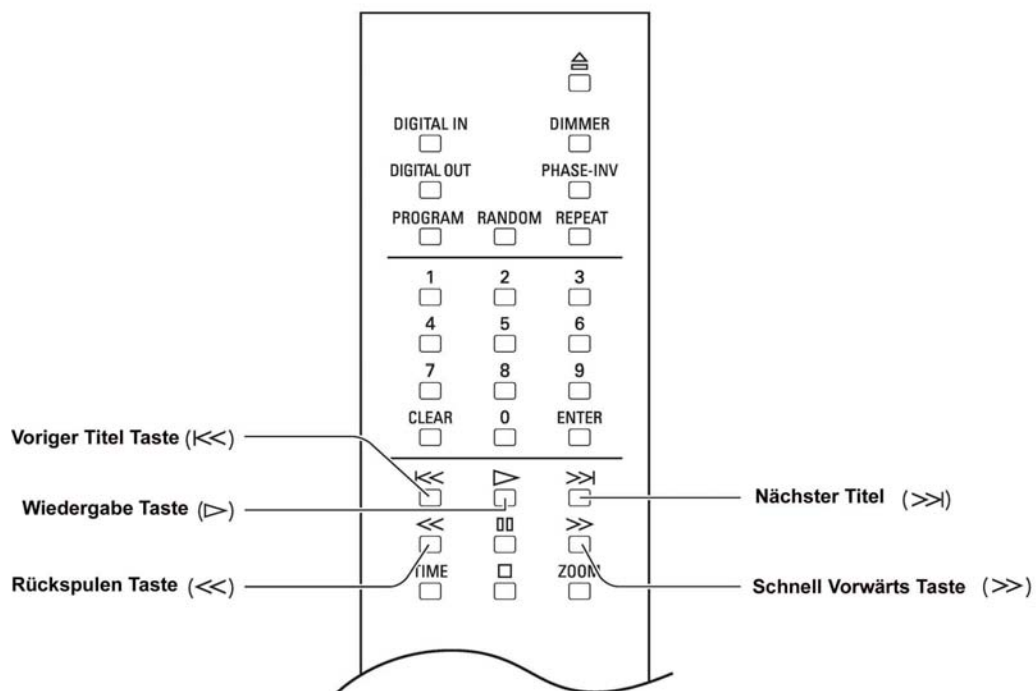 DIGITAL IN DIMMER
DIGITAL OUT PHASE-INV
PROGRAM RANDOM REPEAT
1 2 3
4 5 6
7 8 9
CLEAR 0 ENTER
Voriger Titel Taste
Wiedergabe Taste
Nächster Titel
TIME ZOOM
Rückspulen Taste
Schnell Vorwärts Taste